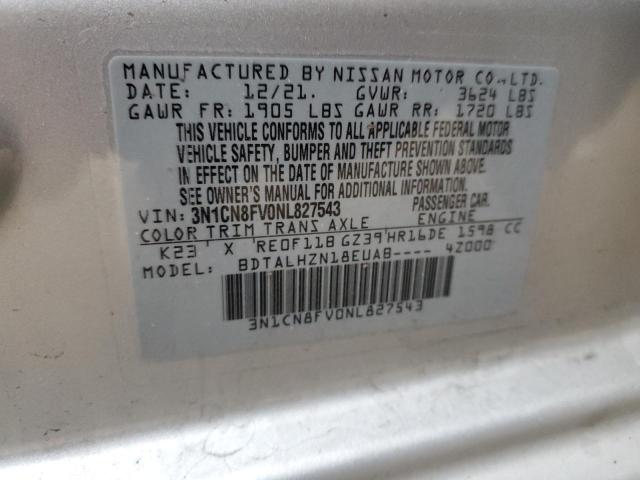 MANUFACTURED BY NISSAN MOTOR CO., LTD.
DATE: 12/21. GVWR: 3624 LBS
GAWR FR: 1905 LBS GAWR RR: 1720 LBS
THIS VEHICLE CONFORMS TO ALL APPLICABLE FEDERAL MOTOR
VEHICLE SAFETY, BUMPER AND THEFT PREVENTION STANDARDS
IN EFFECT ON THE DATE OF MANUFACTURE SHOWN ABOVE.
SEE OWNER'S MANUAL FOR ADDITIONAL INFORMATION.
VIN: 3N1CN8FV0NL827543 PASSENGER CAR.
COLOR TRIM TRANS AXLE ENGINE
K23 X RE0F11B GZ39 HR16DE 1598 CC
MODEL: BDTALHZN18EUAB---- 4Z000
3N1CN8FV0NL827543